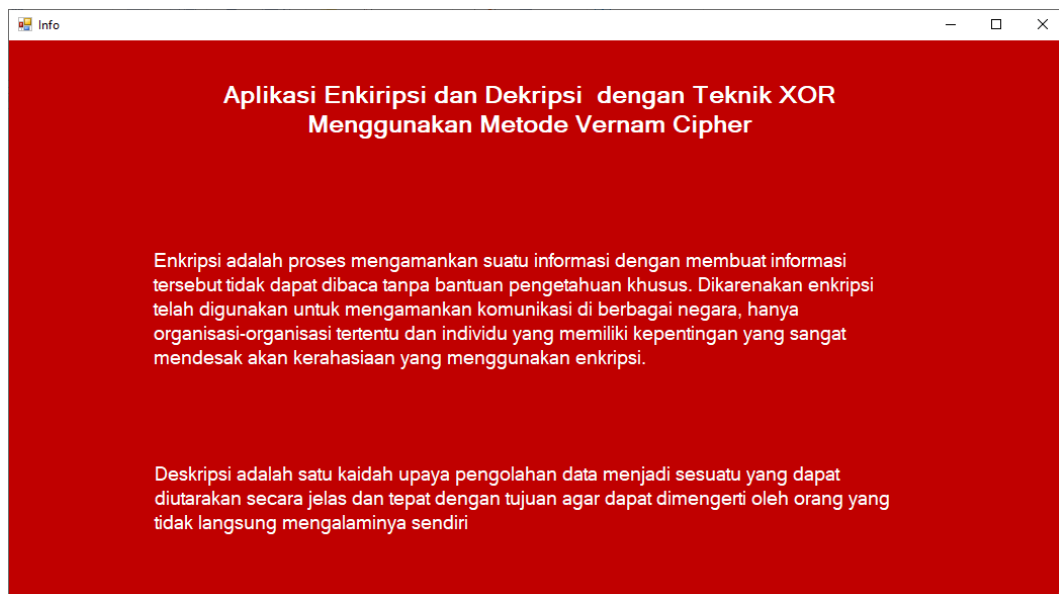 Info
Aplikasi Enkiripsi dan Dekripsi  dengan Teknik XOR
Menggunakan Metode Vernam Cipher
Enkripsi adalah proses mengamankan suatu informasi dengan membuat informasi
tersebut tidak dapat dibaca tanpa bantuan pengetahuan khusus. Dikarenakan enkripsi
telah digunakan untuk mengamankan komunikasi di berbagai negara, hanya
organisasi-organisasi tertentu dan individu yang memiliki kepentingan yang sangat
mendesak akan kerahasiaan yang menggunakan enkripsi.
Deskripsi adalah satu kaidah upaya pengolahan data menjadi sesuatu yang dapat
diutarakan secara jelas dan tepat dengan tujuan agar dapat dimengerti oleh orang yang
tidak langsung mengalaminya sendiri